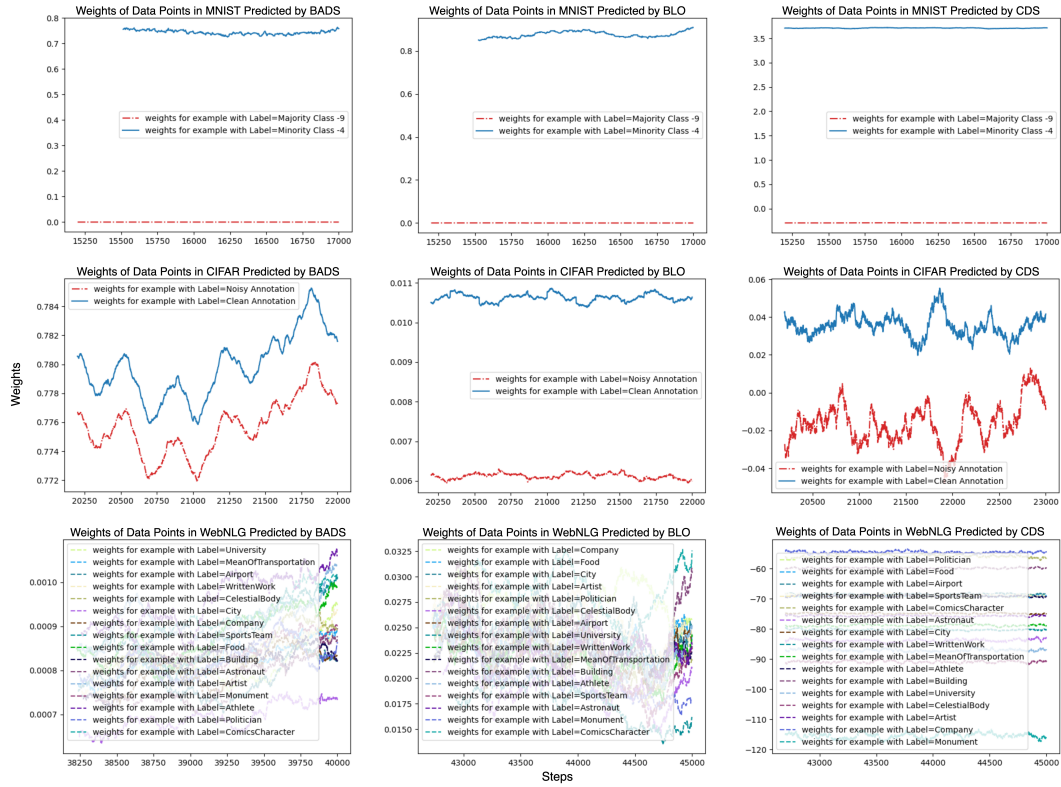 Weights of Data Points in MNIST Predicted by BADS
0.8
0.7
0.6
0.5
0.4
0.3
0.2
0.1
0.0
weights for example with Label=Majority Class -9
weights for example with Label=Minority Class -4
15250 15500 15750 16000 16250 16500 16750 17000
Weights of Data Points in MNIST Predicted by BLO
0.8
0.6
0.4
0.2
0.0
weights for example with Label=Majority Class -9
weights for example with Label=Minority Class -4
15250 15500 15750 16000 16250 16500 16750 17000
Weights of Data Points in MNIST Predicted by CDS
3.5
3.0
2.5
2.0
1.5
1.0
0.5
0.0
weights for example with Label=Majority Class -9
weights for example with Label=Minority Class -4
15250 15500 15750 16000 16250 16500 16750 17000
Weights
Weights of Data Points in CIFAR Predicted by BADS
weights for example with Label=Noisy Annotation
weights for example with Label=Clean Annotation
0.784
0.782
0.780
0.778
0.776
0.774
0.772
20250 20500 20750 21000 21250 21500 21750 22000
Weights of Data Points in CIFAR Predicted by BLO
0.011
0.010
0.009
0.008
0.007
0.006
weights for example with Label=Noisy Annotation
weights for example with Label=Clean Annotation
20250 20500 20750 21000 21250 21500 21750 22000
Weights of Data Points in CIFAR Predicted by CDS
0.06
0.04
0.02
0.00
−0.02
−0.04
weights for example with Label=Noisy Annotation
weights for example with Label=Clean Annotation
20500 21000 21500 22000 22500 23000
Weights of Data Points in WebNLG Predicted by BADS
0.0010
0.0009
0.0008
0.0007
weights for example with Label=University
weights for example with Label=MeanOfTransportation
weights for example with Label=Airport
weights for example with Label=WrittenWork
weights for example with Label=CelestialBody
weights for example with Label=City
weights for example with Label=Company
weights for example with Label=SportsTeam
weights for example with Label=Food
weights for example with Label=Building
weights for example with Label=Astronaut
weights for example with Label=Artist
weights for example with Label=Monument
weights for example with Label=Athlete
weights for example with Label=Politician
weights for example with Label=ComicsCharacter
38250 38500 38750 39000 39250 39500 39750 40000
Weights of Data Points in WebNLG Predicted by BLO
0.0325
0.0300
0.0275
0.0250
0.0225
0.0200
0.0175
0.0150
weights for example with Label=Company
weights for example with Label=Food
weights for example with Label=City
weights for example with Label=Artist
weights for example with Label=Politician
weights for example with Label=CelestialBody
weights for example with Label=Airport
weights for example with Label=University
weights for example with Label=WrittenWork
weights for example with Label=MeanOfTransportation
weights for example with Label=Building
weights for example with Label=Athlete
weights for example with Label=SportsTeam
weights for example with Label=Astronaut
weights for example with Label=Monument
weights for example with Label=ComicsCharacter
43000 43500 44000 44500 45000
Weights of Data Points in WebNLG Predicted by CDS
−60
−70
−80
−90
−100
−110
−120
weights for example with Label=Politician
weights for example with Label=Food
weights for example with Label=Airport
weights for example with Label=SportsTeam
weights for example with Label=ComicsCharacter
weights for example with Label=Astronaut
weights for example with Label=City
weights for example with Label=WrittenWork
weights for example with Label=MeanOfTransportation
weights for example with Label=Athlete
weights for example with Label=Building
weights for example with Label=University
weights for example with Label=CelestialBody
weights for example with Label=Artist
weights for example with Label=Company
weights for example with Label=Monument
43000 43500 44000 44500 45000
Steps